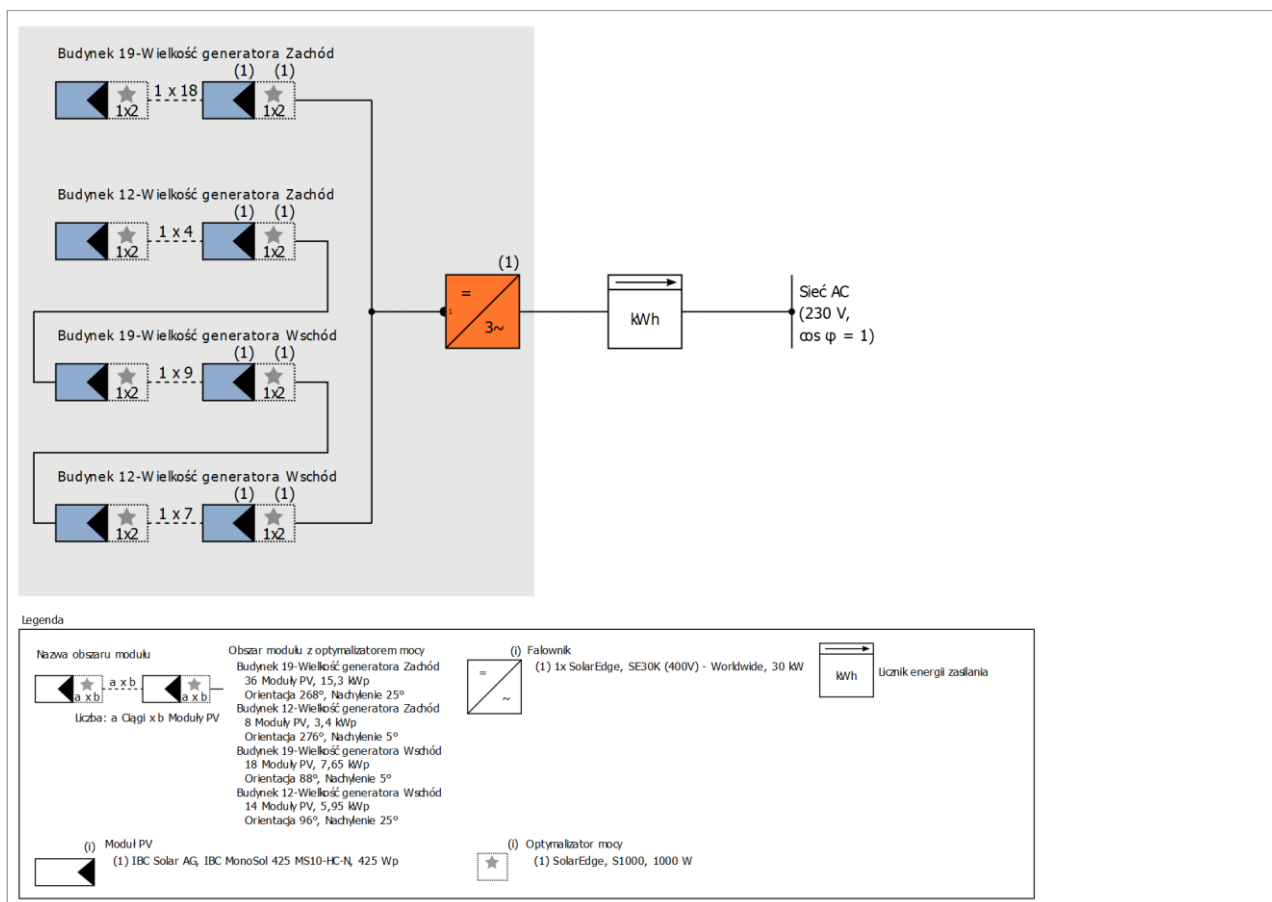 Budynek 19-Wielkość generatora Zachód
(1) (1)
1x2 1 x 18 1x2
Budynek 12-Wielkość generatora Zachód
(1) (1)
1x2 1 x 4 1x2
(1)
=
1
3~
kWh
Sieć AC
(230 V,
cos φ = 1)
Budynek 19-Wielkość generatora Wschód
(1) (1)
1x2 1 x 9 1x2
Budynek 12-Wielkość generatora Wschód
(1) (1)
1x2 1 x 7 1x2
Legenda
Nazwa obszaru modułu
a x b a x b a x b
Liczba: a Ciągi x b Moduły PV
Obszar modułu z optymalizatorem mocy
Budynek 19-Wielkość generatora Zachód
36 Moduły PV, 15,3 kWp
Orientacja 268°, Nachylenie 25°
Budynek 12-Wielkość generatora Zachód
8 Moduły PV, 3,4 kWp
Orientacja 276°, Nachylenie 5°
Budynek 19-Wielkość generatora Wschód
18 Moduły PV, 7,65 kWp
Orientacja 88°, Nachylenie 5°
Budynek 12-Wielkość generatora Wschód
14 Moduły PV, 5,95 kWp
Orientacja 96°, Nachylenie 25°
=
~
(i) Falownik
(1) 1x SolarEdge, SE30K (400V) - Worldwide, 30 kW
kWh
Licznik energii zasilania
(i) Moduł PV
(1) IBC Solar AG, IBC MonoSol 425 MS10-HC-N, 425 Wp
(i) Optymalizator mocy
(1) SolarEdge, S1000, 1000 W